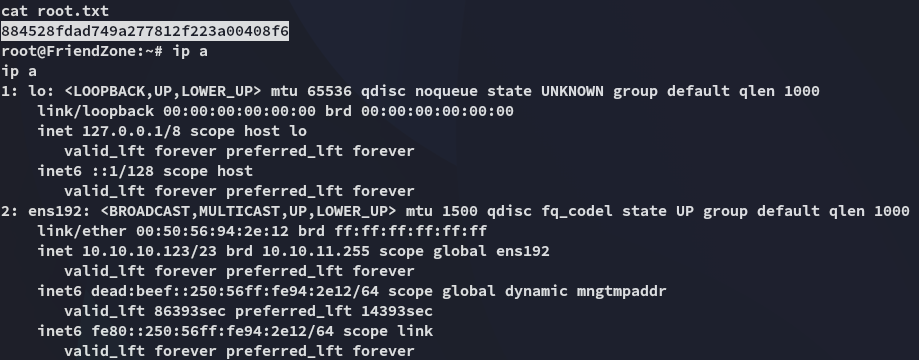 cat root.txt
884528fdad749a277812f223a00408f6
root@FriendZone:~# ip a
ip a
1: lo: <LOOPBACK,UP,LOWER_UP> mtu 65536 qdisc noqueue state UNKNOWN group default qlen 1000
    link/loopback 00:00:00:00:00:00 brd 00:00:00:00:00:00
    inet 127.0.0.1/8 scope host lo
       valid_lft forever preferred_lft forever
    inet6 ::1/128 scope host
       valid_lft forever preferred_lft forever
2: ens192: <BROADCAST,MULTICAST,UP,LOWER_UP> mtu 1500 qdisc fq_codel state UP group default qlen 1000
    link/ether 00:50:56:94:2e:12 brd ff:ff:ff:ff:ff:ff
    inet 10.10.10.123/23 brd 10.10.11.255 scope global ens192
       valid_lft forever preferred_lft forever
    inet6 dead:beef::250:56ff:fe94:2e12/64 scope global dynamic mngtmpaddr
       valid_lft 86393sec preferred_lft 14393sec
    inet6 fe80::250:56ff:fe94:2e12/64 scope link
       valid_lft forever preferred_lft forever